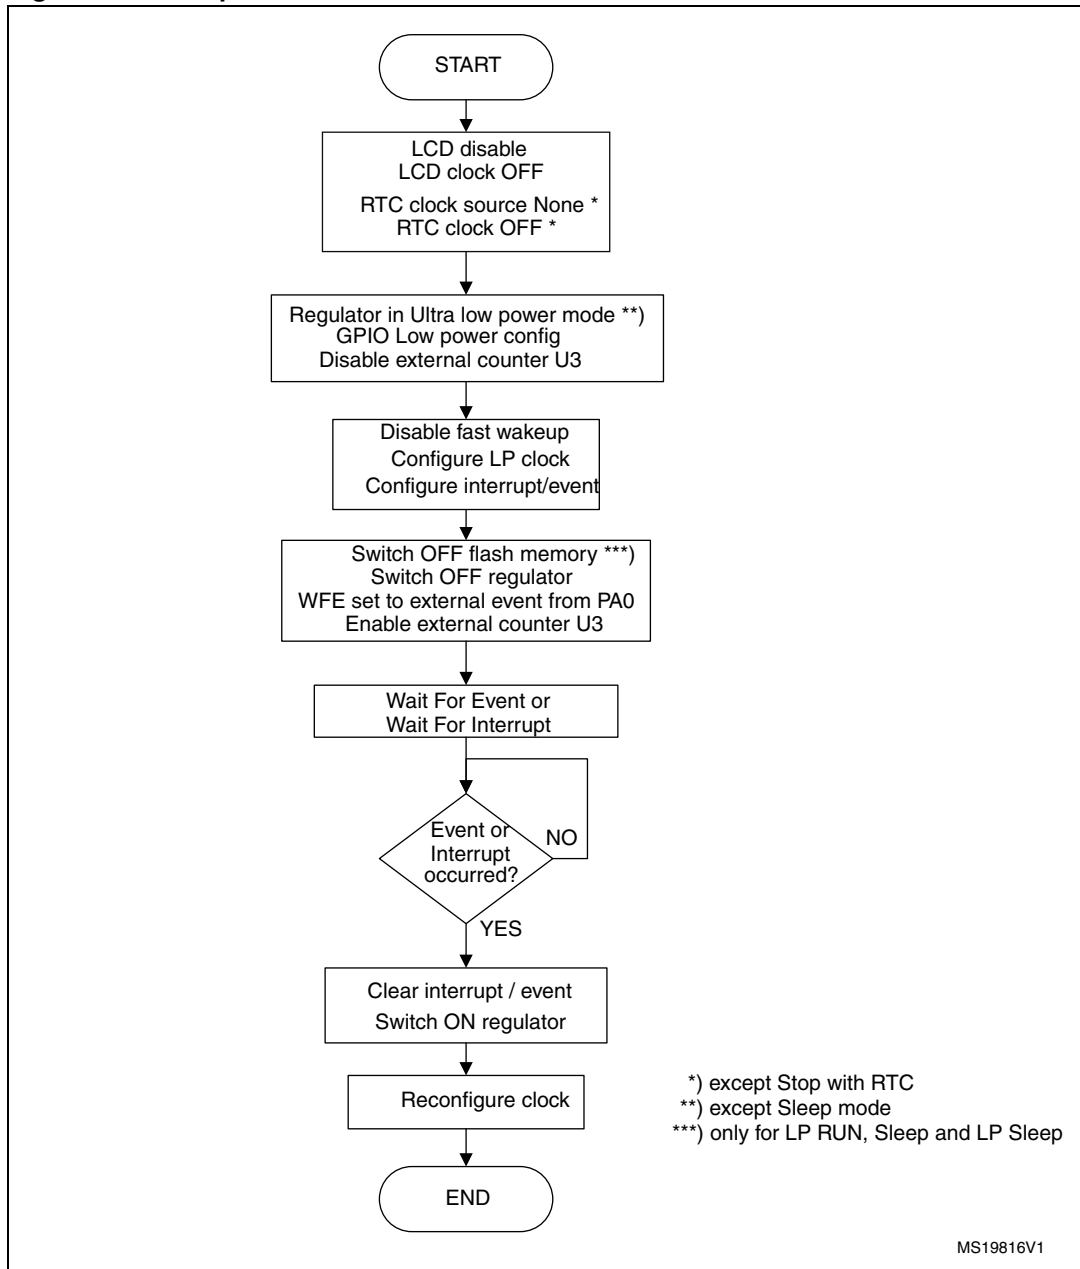 START
LCD disable
LCD clock OFF
RTC clock source None *
RTC clock OFF *
Regulator in Ultra low power mode **)
GPIO Low power config
Disable external counter U3
Disable fast wakeup
Configure LP clock
Configure interrupt/event
Switch OFF flash memory ***)
Switch OFF regulator
WFE set to external event from PA0
Enable external counter U3
Wait For Event or
Wait For Interrupt
Event or
Interrupt
occurred?
NO
YES
Clear interrupt / event
Switch ON regulator
Reconfigure clock
END
*) except Stop with RTC
**) except Sleep mode
***) only for LP RUN, Sleep and LP Sleep
MS19816V1